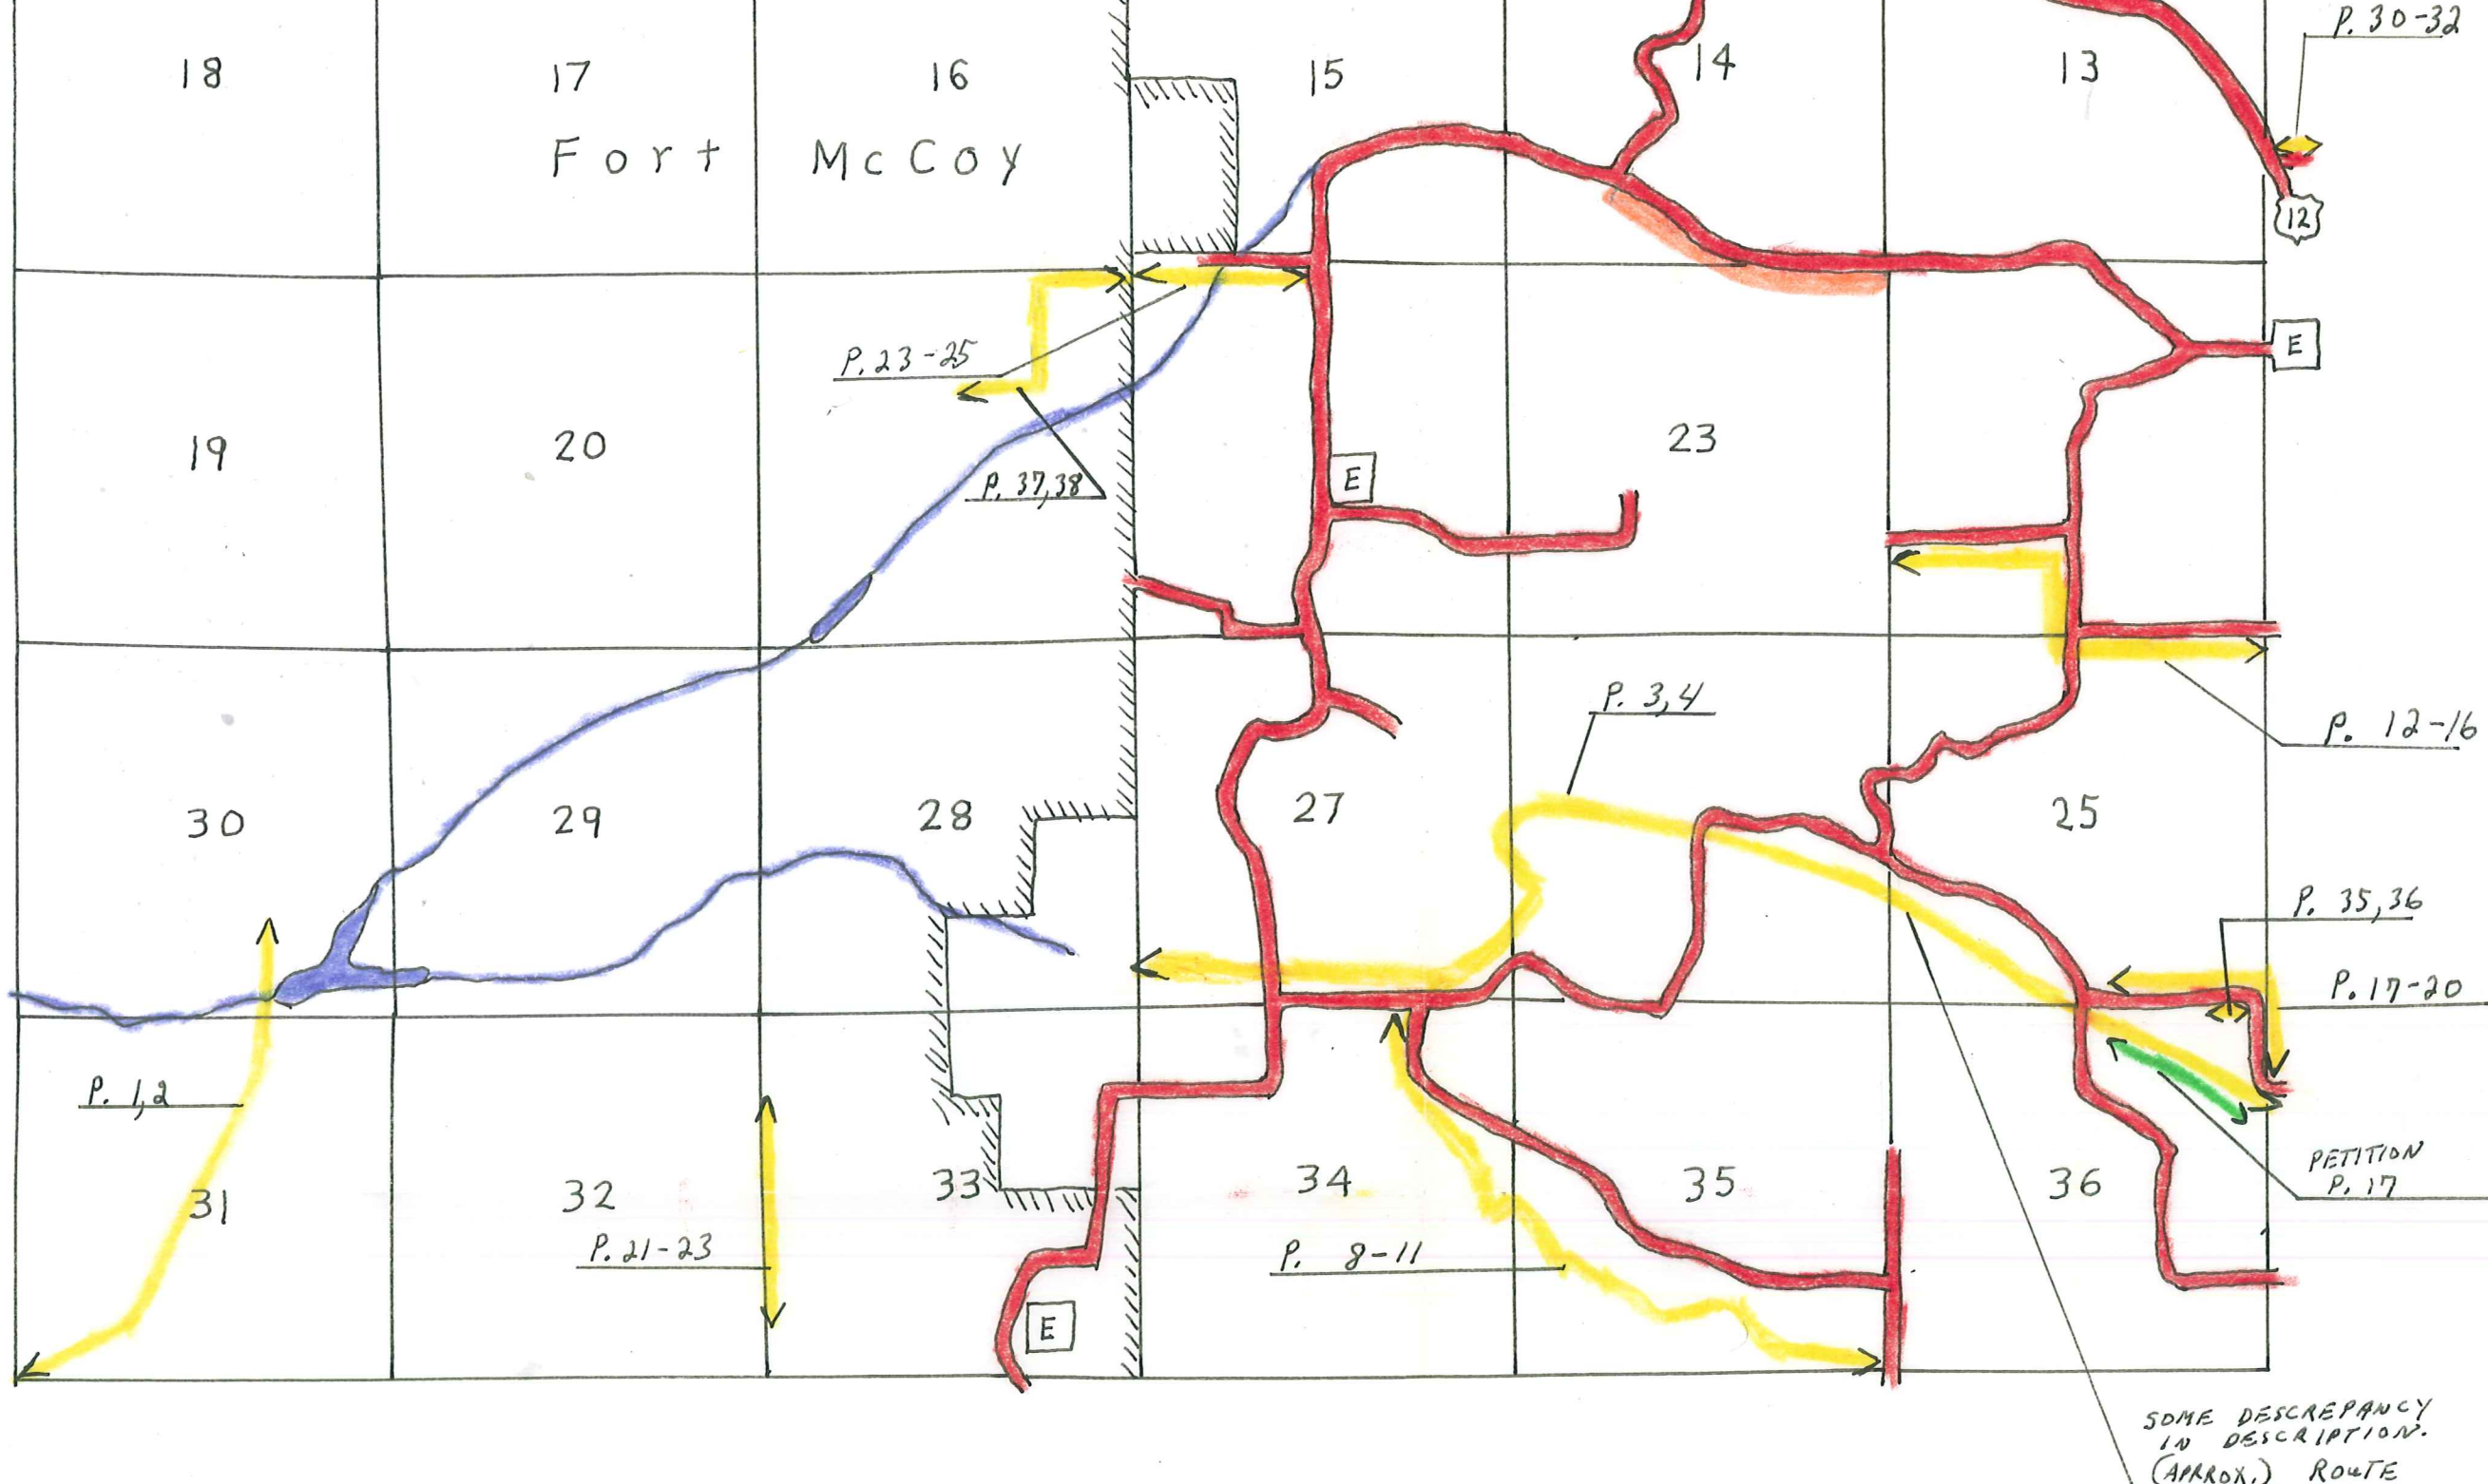 P. 30-32
18 17 16 15 14 13
Fort McCoy
12
E
P. 23-25
19 20 23
E
P. 37,38
P. 3,4
P. 12-16
30 29 28 27 25
P. 35,36
P. 17-20
P. 1,2
PETITION
P. 17
31 32 33 34 35 36
P. 21-23
P. 8-11
E
SOME DESCREPANCY
IN DESCRIPTION.
(APRROX.) ROUTE